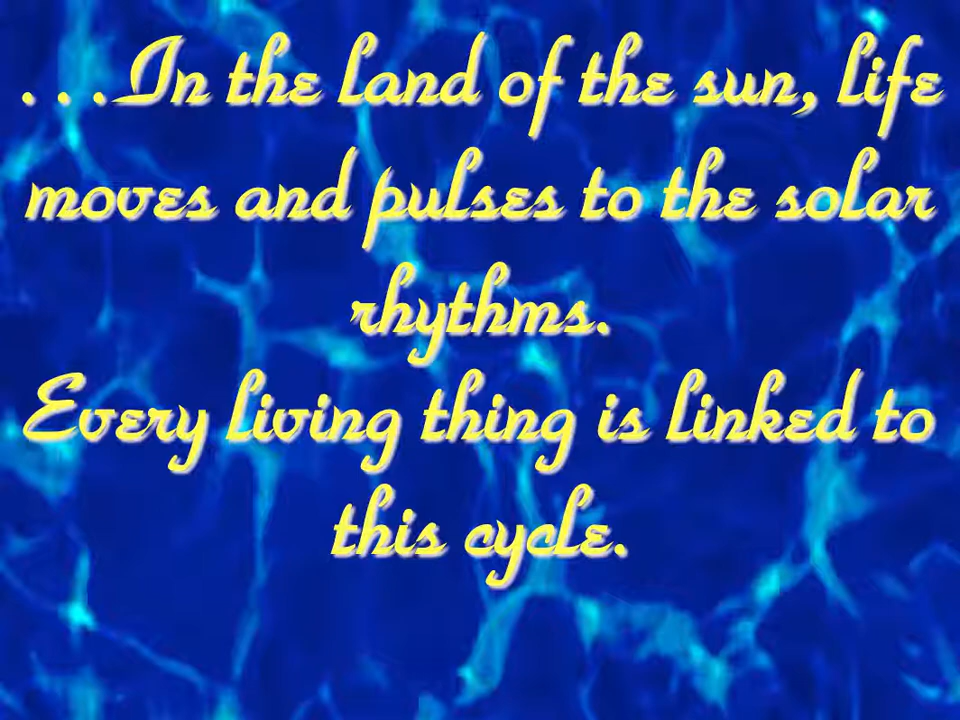 ...In the land of the sun, life
moves and pulses to the solar
rhythms.
Every living thing is linked to
this cycle.